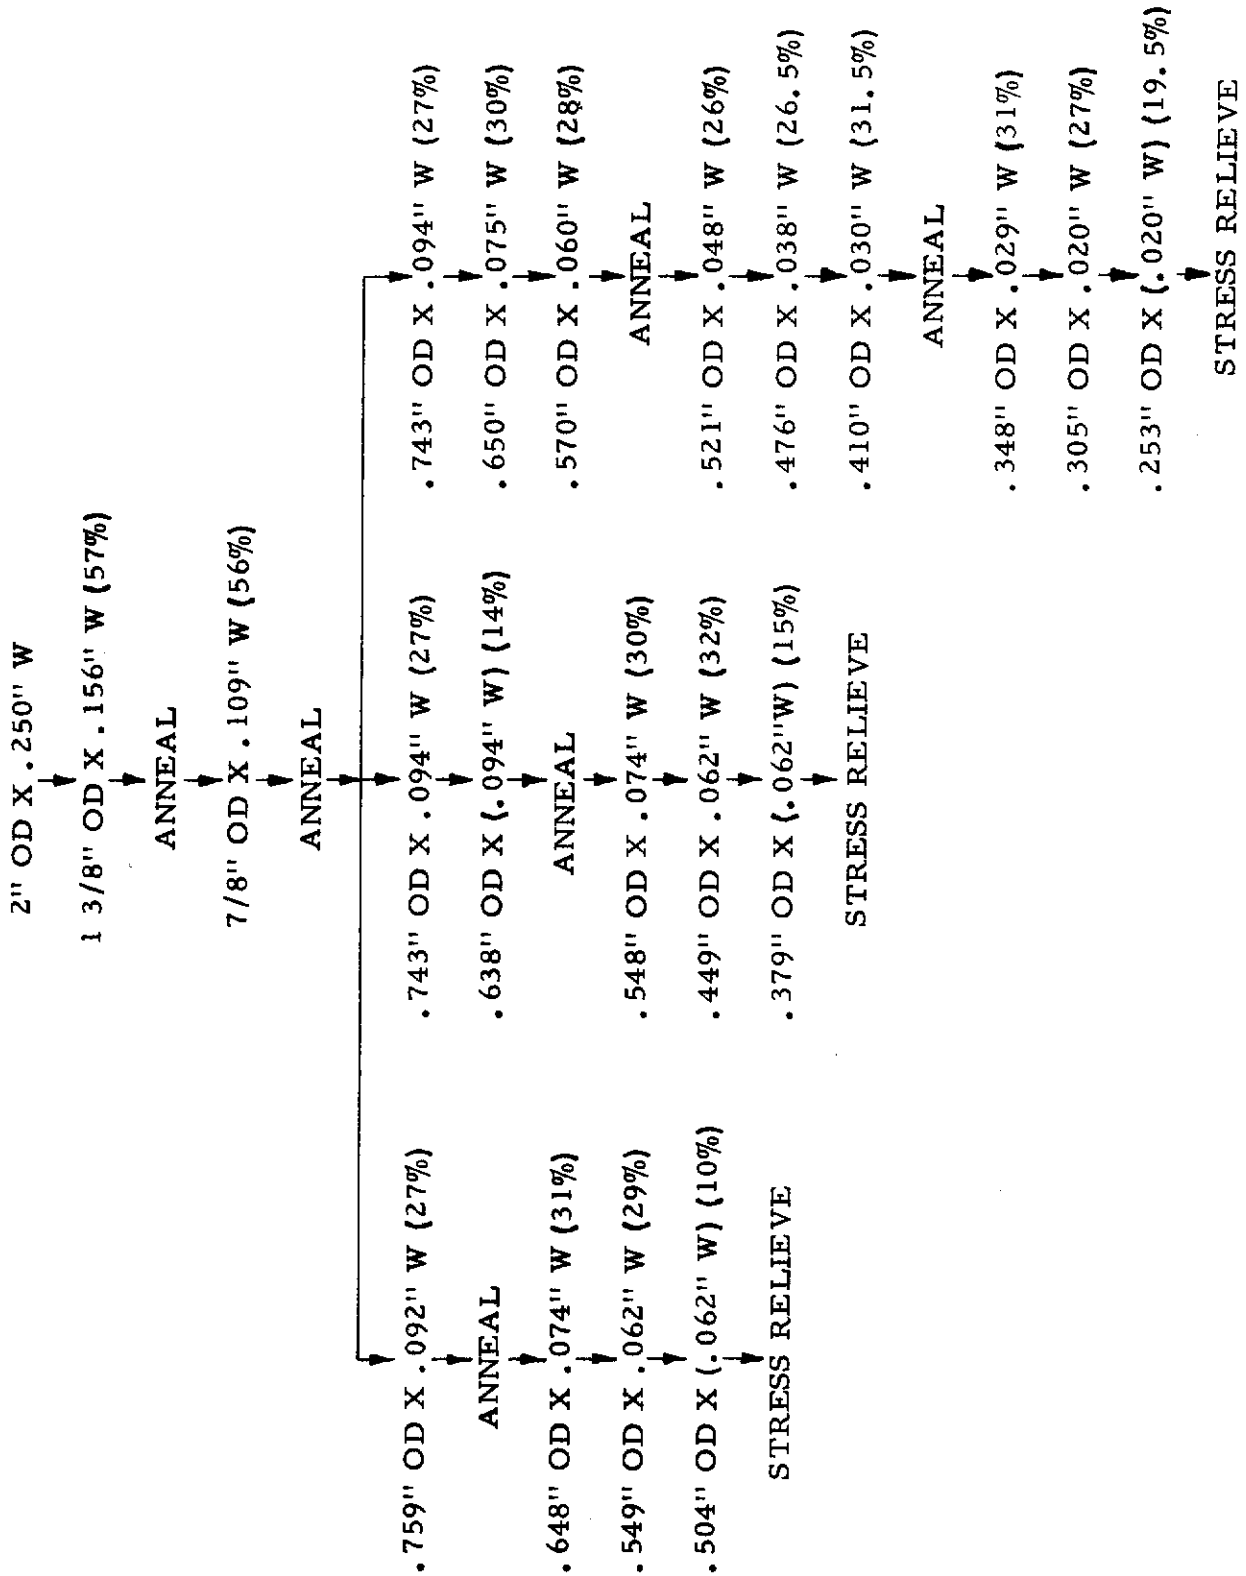 2" OD X .250" W
1 3/8" OD X .156" W (57%)
ANNEAL
7/8" OD X .109" W (56%)
ANNEAL
.759" OD X .092" W (27%)
ANNEAL
.648" OD X .074" W (31%)
.549" OD X .062" W (29%)
.504" OD X (.062" W) (10%)
STRESS RELIEVE
.743" OD X .094" W (27%)
.638" OD X (.094" W) (14%)
ANNEAL
.548" OD X .074" W (30%)
.449" OD X .062" W (32%)
.379" OD X (.062"W) (15%)
STRESS RELIEVE
.743" OD X .094" W (27%)
.650" OD X .075" W (30%)
.570" OD X .060" W (28%)
ANNEAL
.521" OD X .048" W (26%)
.476" OD X .038" W (26.5%)
.410" OD X .030" W (31.5%)
ANNEAL
.348" OD X .029" W (31%)
.305" OD X .020" W (27%)
.253" OD X (.020" W) (19.5%)
STRESS RELIEVE